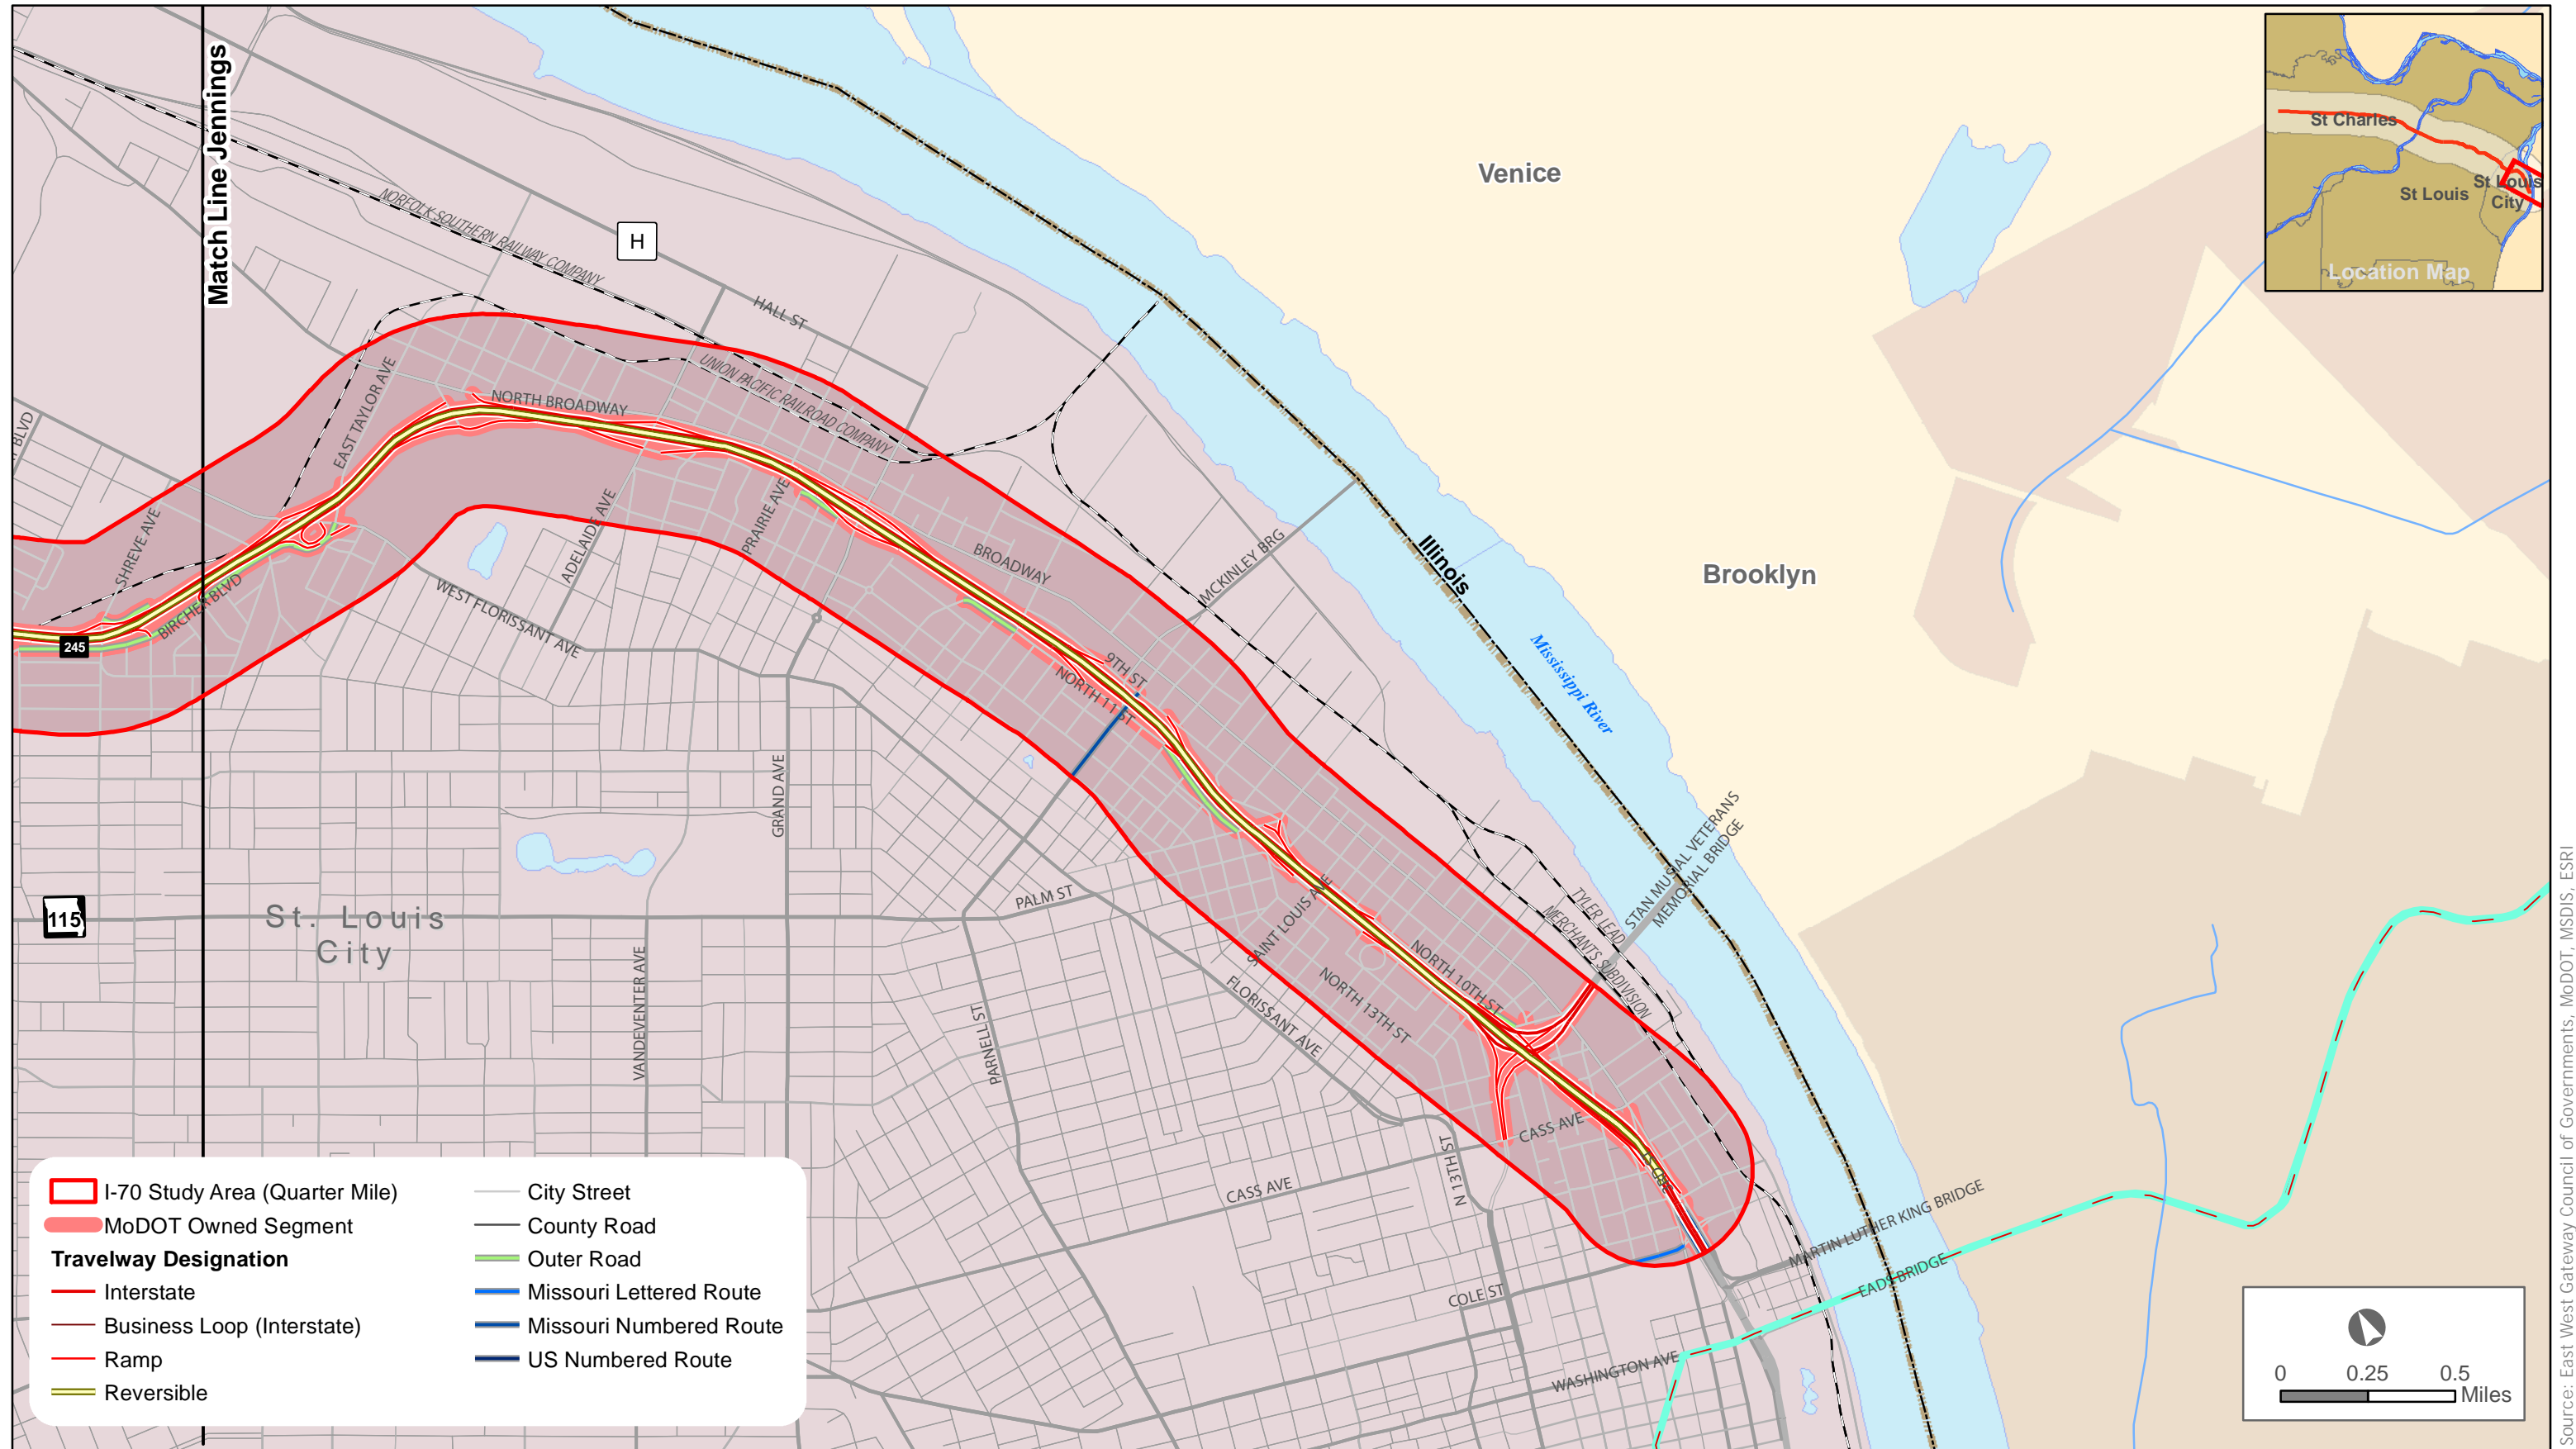 Match Line Jennings
Venice
St Charles
St Louis
St Louis
City
Location Map
NORFOLK SOUTHERN RAILWAY COMPANY
H
HALL ST
UNION PACIFIC RAILROAD COMPANY
NORTH BROADWAY
EAST TAYLOR AVE
BLVD
SHREVE AVE
ADELAIDE AVE
PRAIRIE AVE
BROADWAY
MCKINLEY BRG
Illinois
Brooklyn
Mississippi River
BIRCHER BLVD
245
WEST FLORISSANT AVE
9TH ST
NORTH 11 ST
GRAND AVE
STAN MUSIAL VETERANS
MEMORIAL BRIDGE
115
St. Louis
City
PALM ST
SAINT LOUIS AVE
TYLER LEAD
MERCHANTS SUBDIVISION
NORTH 10TH ST
NORTH 13TH ST
FLORISSANT AVE
VANDEVENTER AVE
PARNELL ST
CASS AVE
N 13TH ST
CASS AVE
MARTIN LUTHER KING BRIDGE
EADS BRIDGE
COLE ST
WASHINGTON AVE
I-70 Study Area (Quarter Mile)
MoDOT Owned Segment
Travelway Designation
Interstate
Business Loop (Interstate)
Ramp
Reversible
City Street
County Road
Outer Road
Missouri Lettered Route
Missouri Numbered Route
US Numbered Route
0 0.25 0.5
Miles
Source: East West Gateway Council of Governments, MoDOT, MSDIS, ESRI